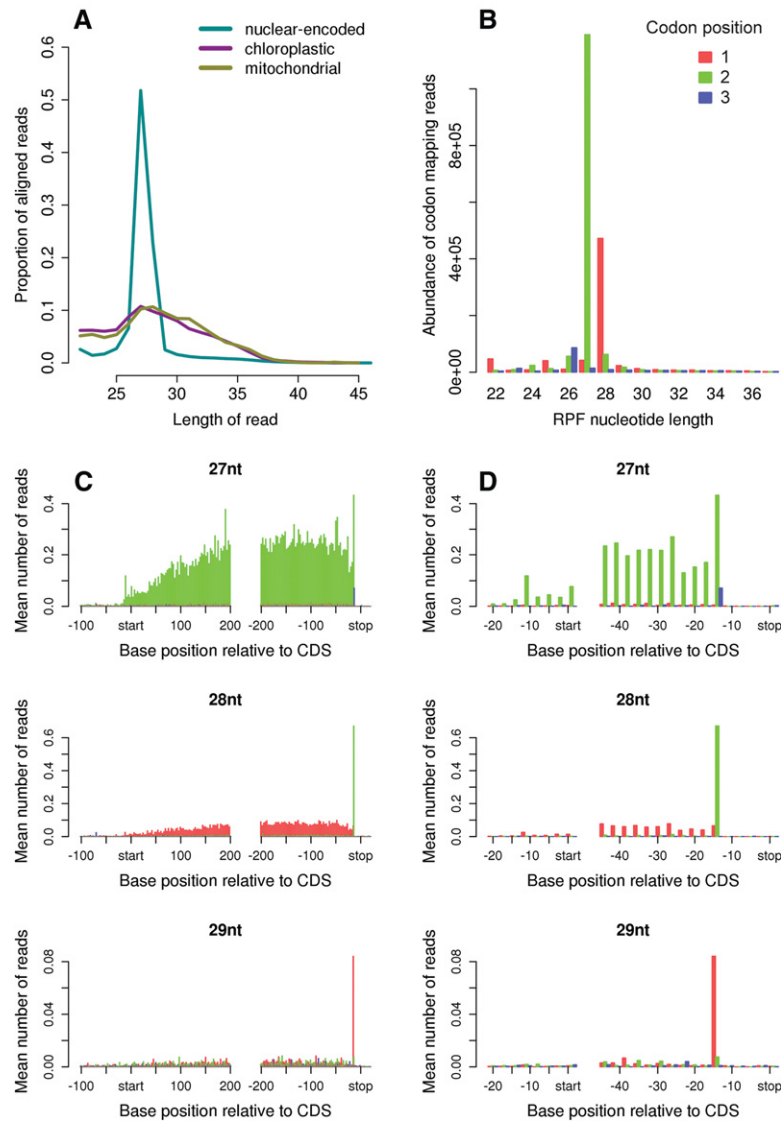 A
nuclear-encoded
chloroplastic
mitochondrial
Proportion of aligned reads
0.0 0.1 0.2 0.3 0.4 0.5 0.6
25 30 35 40 45
Length of read
B
Codon position
1
2
3
Abundance of codon mapping reads
0e+00 4e+05 8e+05
22 24 26 28 30 32 34 36
RPF nucleotide length
C
27nt
Mean number of reads
0.0 0.2 0.4
-100 start 100 200 -200 -100 stop
Base position relative to CDS
D
27nt
Mean number of reads
0.0 0.2 0.4
-20 -10 start -40 -30 -20 -10 stop
Base position relative to CDS
28nt
Mean number of reads
0.0 0.2 0.4 0.6
-100 start 100 200 -200 -100 stop
Base position relative to CDS
28nt
Mean number of reads
0.0 0.2 0.4 0.6
-20 -10 start -40 -30 -20 -10 stop
Base position relative to CDS
29nt
Mean number of reads
0.00 0.04 0.08
-100 start 100 200 -200 -100 stop
Base position relative to CDS
29nt
Mean number of reads
0.00 0.04 0.08
-20 -10 start -40 -30 -20 -10 stop
Base position relative to CDS